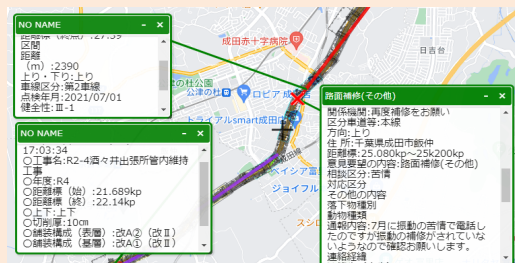 NO NAME
距離標（終点）:27.39
区間
距離
（m）:2390
上り・下り:上り
車線区分:第2車線
点検年月:2021/07/01
健全性:Ⅲ-1
NO NAME
17:03:34
○工事名:R2-4酒々井出張所管内維持
工事
○年度:R4
○距離標（始）:21.689kp
○距離標（終）:22.14kp
○上下:上下
○切削厚:10cm
○舗装構成（表層）:改A②（改Ⅱ）
○舗装構成（基層）:改A①（改Ⅱ）
成田赤十字病院
日吉台
公津の杜公園
公津の杜
ロピア 成
トライアルsmart成田店
成田線
ベイシア富
ジョイフル
スシロ
路面補修(その他)
関係機関:再度補修をお願い
区分車道等:本線
方向:上り
住 所:千葉県成田市飯仲
距離標:25.080kp～25k200kp
意見要望の内容:路面補修(その他)
相談区分:苦情
対応区分
その他の内容
落下物種別
動物種類
通報内容:7月に振動の苦情で電話し
たのですが振動の補修がされていな
いようなので確認お願いします。
連絡経緯